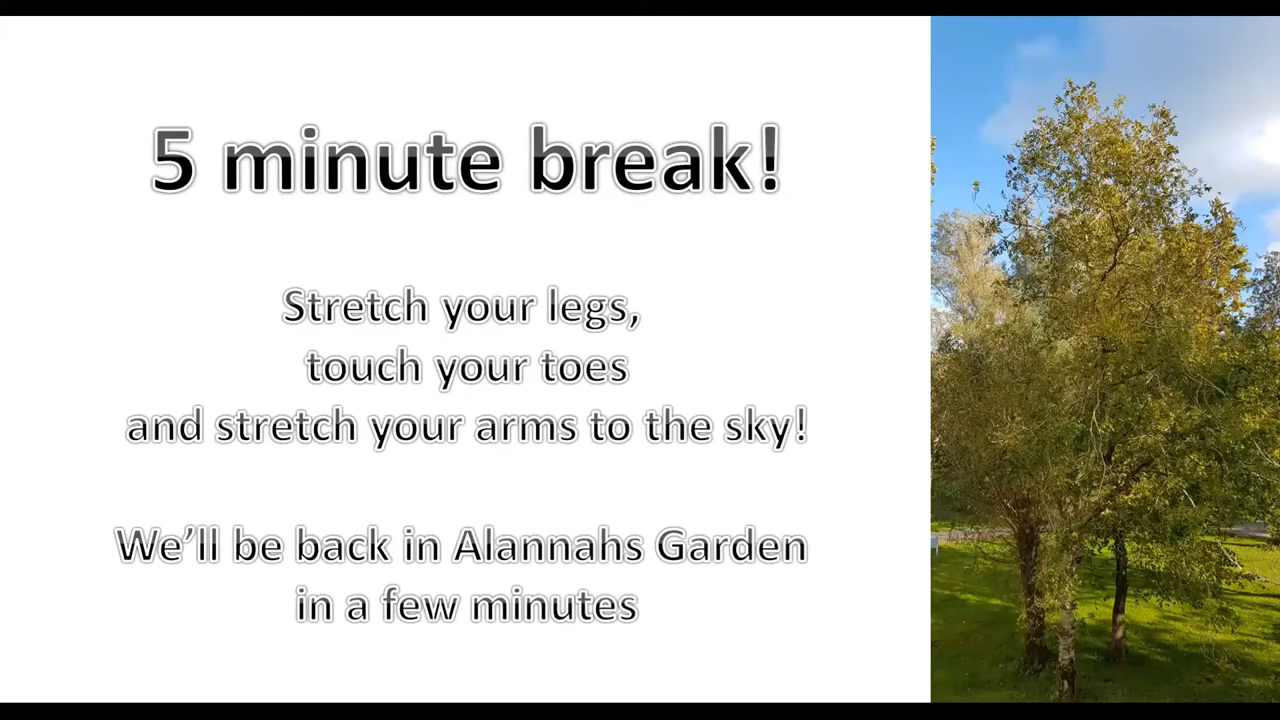 5 minute break!
Stretch your legs,
touch your toes
and stretch your arms to the sky!
We’ll be back in Alannahs Garden
in a few minutes